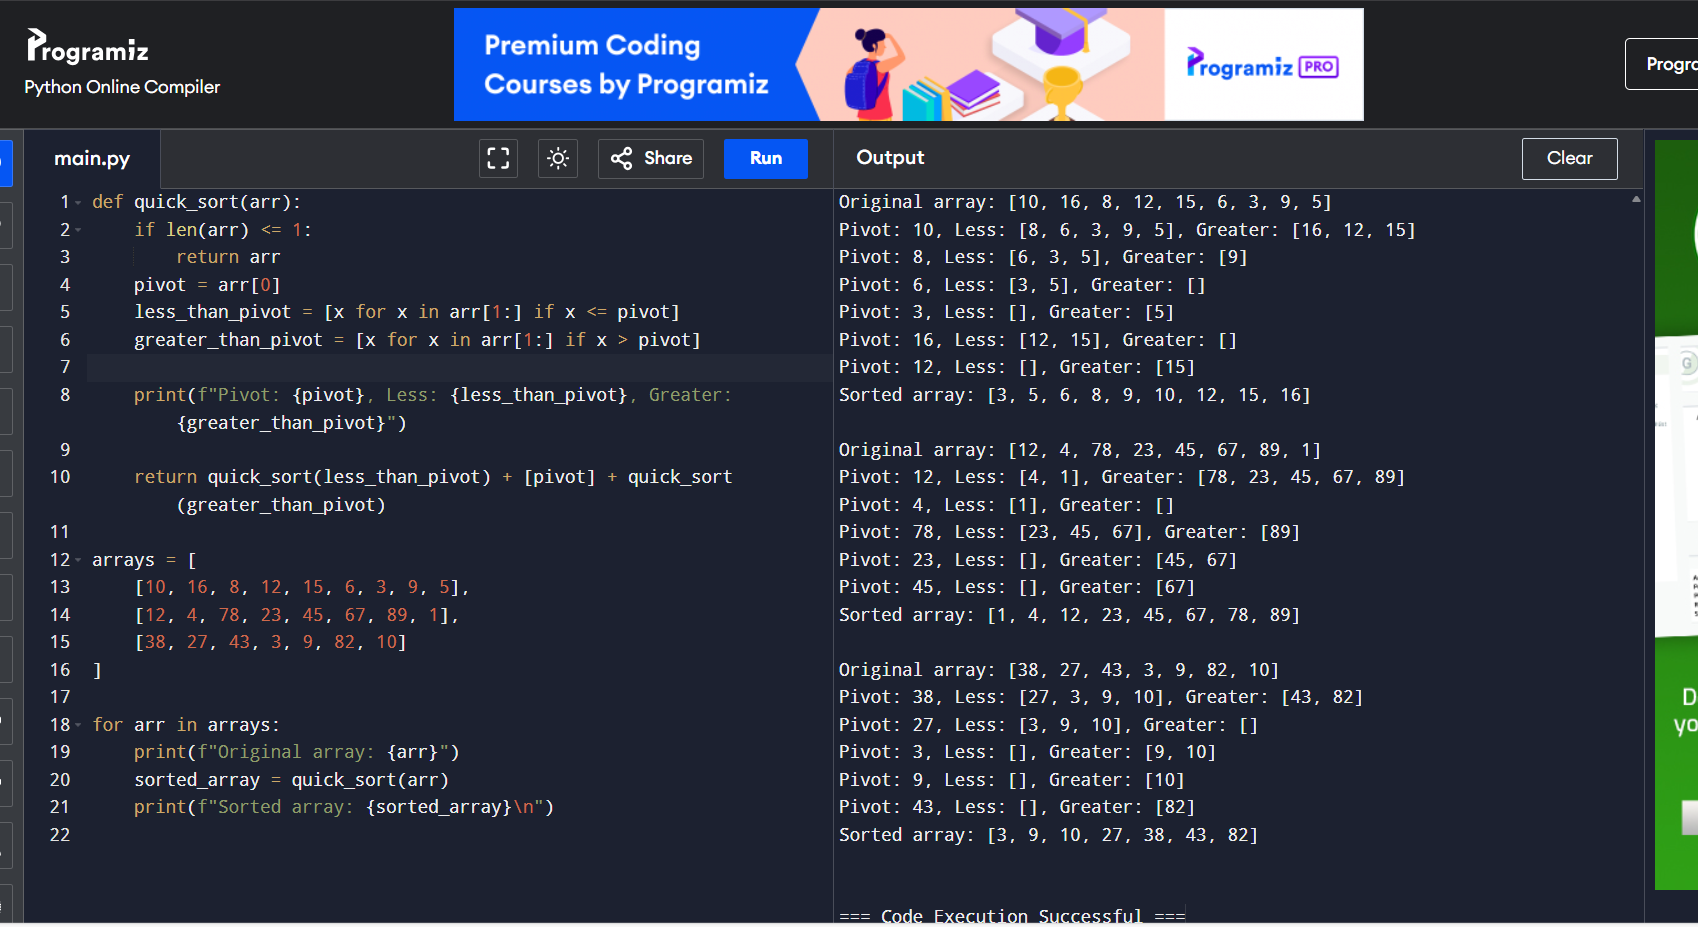 Programiz
Python Online Compiler
Premium Coding
Courses by Programiz
Programiz PRO
main.py
Share
Run
Output
Clear
1 def quick_sort(arr):
2     if len(arr) <= 1:
3         return arr
4     pivot = arr[0]
5     less_than_pivot = [x for x in arr[1:] if x <= pivot]
6     greater_than_pivot = [x for x in arr[1:] if x > pivot]
7
8     print(f"Pivot: {pivot}, Less: {less_than_pivot}, Greater:
        {greater_than_pivot}")
9
10     return quick_sort(less_than_pivot) + [pivot] + quick_sort
        (greater_than_pivot)
11
12 arrays = [
13     [10, 16, 8, 12, 15, 6, 3, 9, 5],
14     [12, 4, 78, 23, 45, 67, 89, 1],
15     [38, 27, 43, 3, 9, 82, 10]
16 ]
17
18 for arr in arrays:
19     print(f"Original array: {arr}")
20     sorted_array = quick_sort(arr)
21     print(f"Sorted array: {sorted_array}\n")
22
Original array: [10, 16, 8, 12, 15, 6, 3, 9, 5]
Pivot: 10, Less: [8, 6, 3, 9, 5], Greater: [16, 12, 15]
Pivot: 8, Less: [6, 3, 5], Greater: [9]
Pivot: 6, Less: [3, 5], Greater: []
Pivot: 3, Less: [], Greater: [5]
Pivot: 16, Less: [12, 15], Greater: []
Pivot: 12, Less: [], Greater: [15]
Sorted array: [3, 5, 6, 8, 9, 10, 12, 15, 16]
Original array: [12, 4, 78, 23, 45, 67, 89, 1]
Pivot: 12, Less: [4, 1], Greater: [78, 23, 45, 67, 89]
Pivot: 4, Less: [1], Greater: []
Pivot: 78, Less: [23, 45, 67], Greater: [89]
Pivot: 23, Less: [], Greater: [45, 67]
Pivot: 45, Less: [], Greater: [67]
Sorted array: [1, 4, 12, 23, 45, 67, 78, 89]
Original array: [38, 27, 43, 3, 9, 82, 10]
Pivot: 38, Less: [27, 3, 9, 10], Greater: [43, 82]
Pivot: 27, Less: [3, 9, 10], Greater: []
Pivot: 3, Less: [], Greater: [9, 10]
Pivot: 9, Less: [], Greater: [10]
Pivot: 43, Less: [], Greater: [82]
Sorted array: [3, 9, 10, 27, 38, 43, 82]
=== Code Execution Successful ===